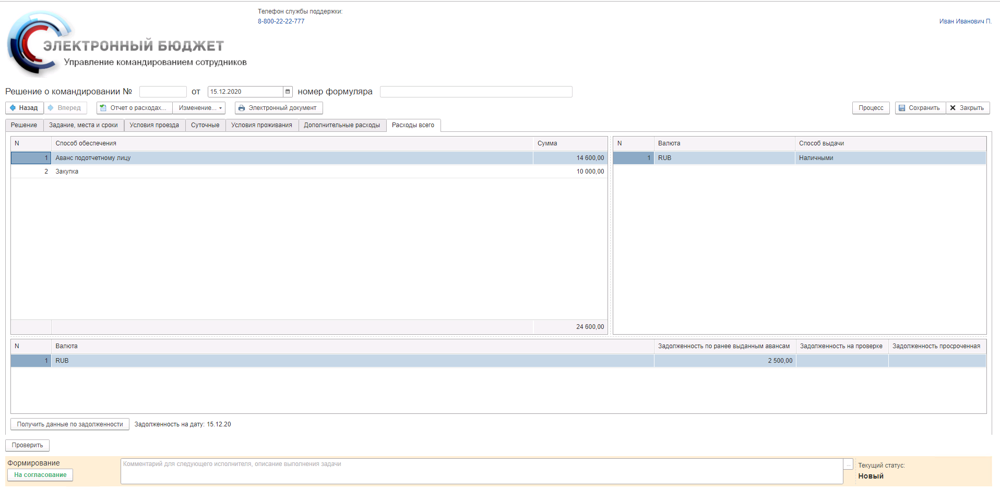 Телефон службы поддержки:
8-800-22-22-777
Иван Иванович П.
ЭЛЕКТРОННЫЙ БЮДЖЕТ
Управление командированием сотрудников
Решение о командировании № от 15.12.2020 номер формуляра
Назад Вперед Отчет о расходах... Изменение... Электронный документ Процесс Сохранить Закрыть
Решение Задание, места и сроки Условия проезда Суточные Условия проживания Дополнительные расходы Расходы всего
N Способ обеспечения Сумма N Валюта Способ выдачи
1 Аванс подотчетному лицу 14 600,00 1 RUB Наличными
2 Закупка 10 000,00
24 600,00
N Валюта Задолженность по ранее выданным авансам Задолженность на проверке Задолженность просроченная
1 RUB 2 500,00
Получить данные по задолженности Задолженность на дату: 15.12.20
Проверить
Формирование Комментарий для следующего исполнителя, описание выполнения задачи ... Текущий статус:
На согласование Новый